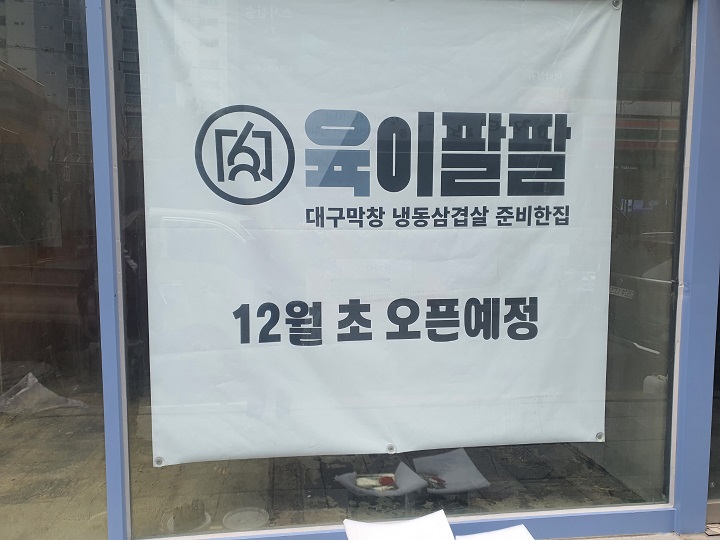 육이팔팔
대구막창 냉동삼겹살 준비한집
12월 초 오픈예정